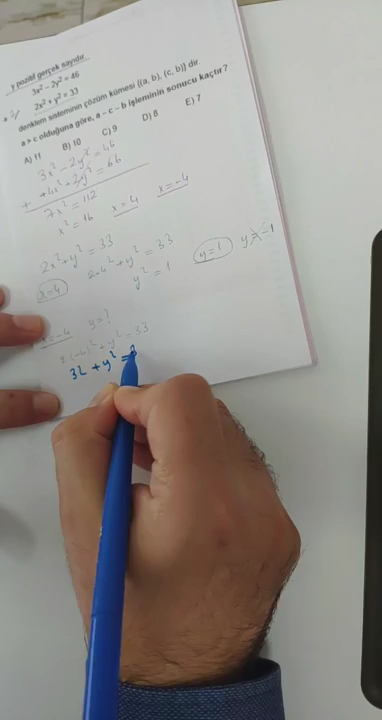 y pozitif gerçek sayıdır.
3x² - 2y² = 46
2x² + y² = 33
denklem sisteminin çözüm kümesi {(a, b), (c, b)} dir.
a > c olduğuna göre, a – c – b işleminin sonucu kaçtır?
A) 11 B) 10 C) 9 D) 8 E) 7
3x² - 2y² = 46
+ +4x² + 2y² = 66
7x² = 112
x² = 16 x = 4 x = -4
2x² + y² = 33
x = 4 2·4² + y² = 33
y² = 1 y = 1 y = -1
x = -4 y = ?
2·(-4)² + y² = 33
32 + y² =